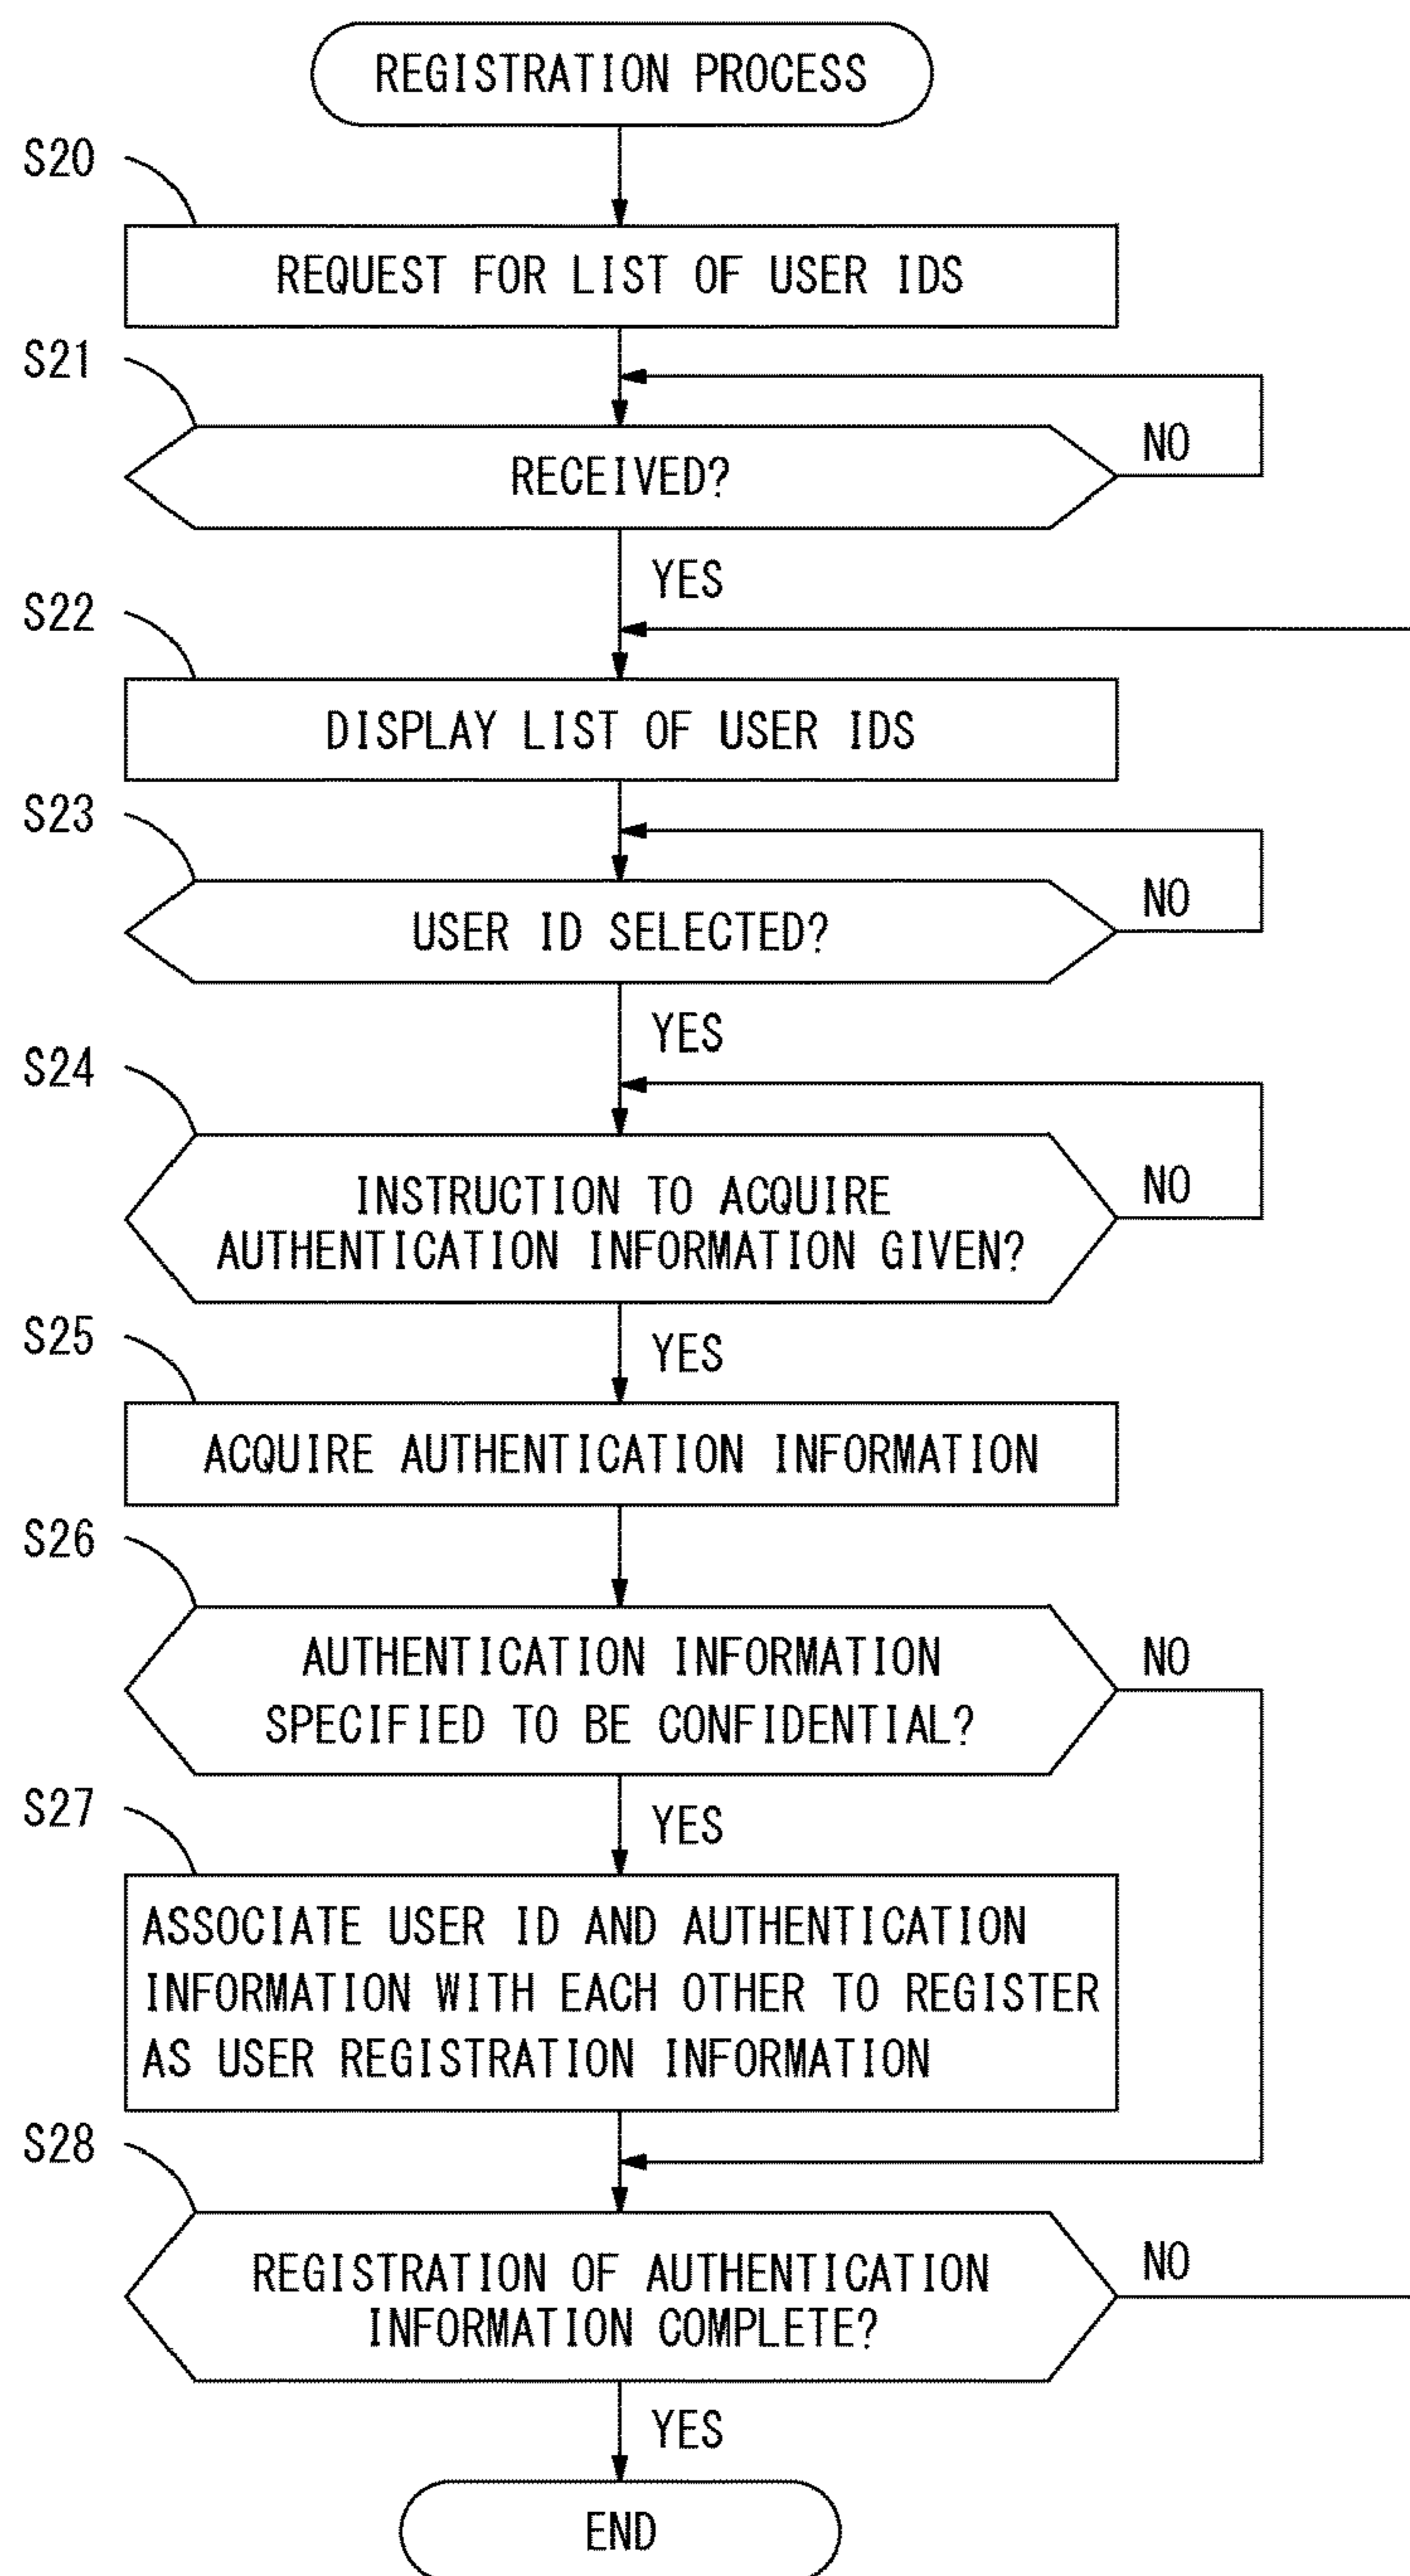 REGISTRATION PROCESS
S20
REQUEST FOR LIST OF USER IDS
S21
RECEIVED?
NO
YES
S22
DISPLAY LIST OF USER IDS
S23
USER ID SELECTED?
NO
YES
S24
INSTRUCTION TO ACQUIRE
AUTHENTICATION INFORMATION GIVEN?
NO
YES
S25
ACQUIRE AUTHENTICATION INFORMATION
S26
AUTHENTICATION INFORMATION
SPECIFIED TO BE CONFIDENTIAL?
NO
YES
S27
ASSOCIATE USER ID AND AUTHENTICATION
INFORMATION WITH EACH OTHER TO REGISTER
AS USER REGISTRATION INFORMATION
S28
REGISTRATION OF AUTHENTICATION
INFORMATION COMPLETE?
NO
YES
END